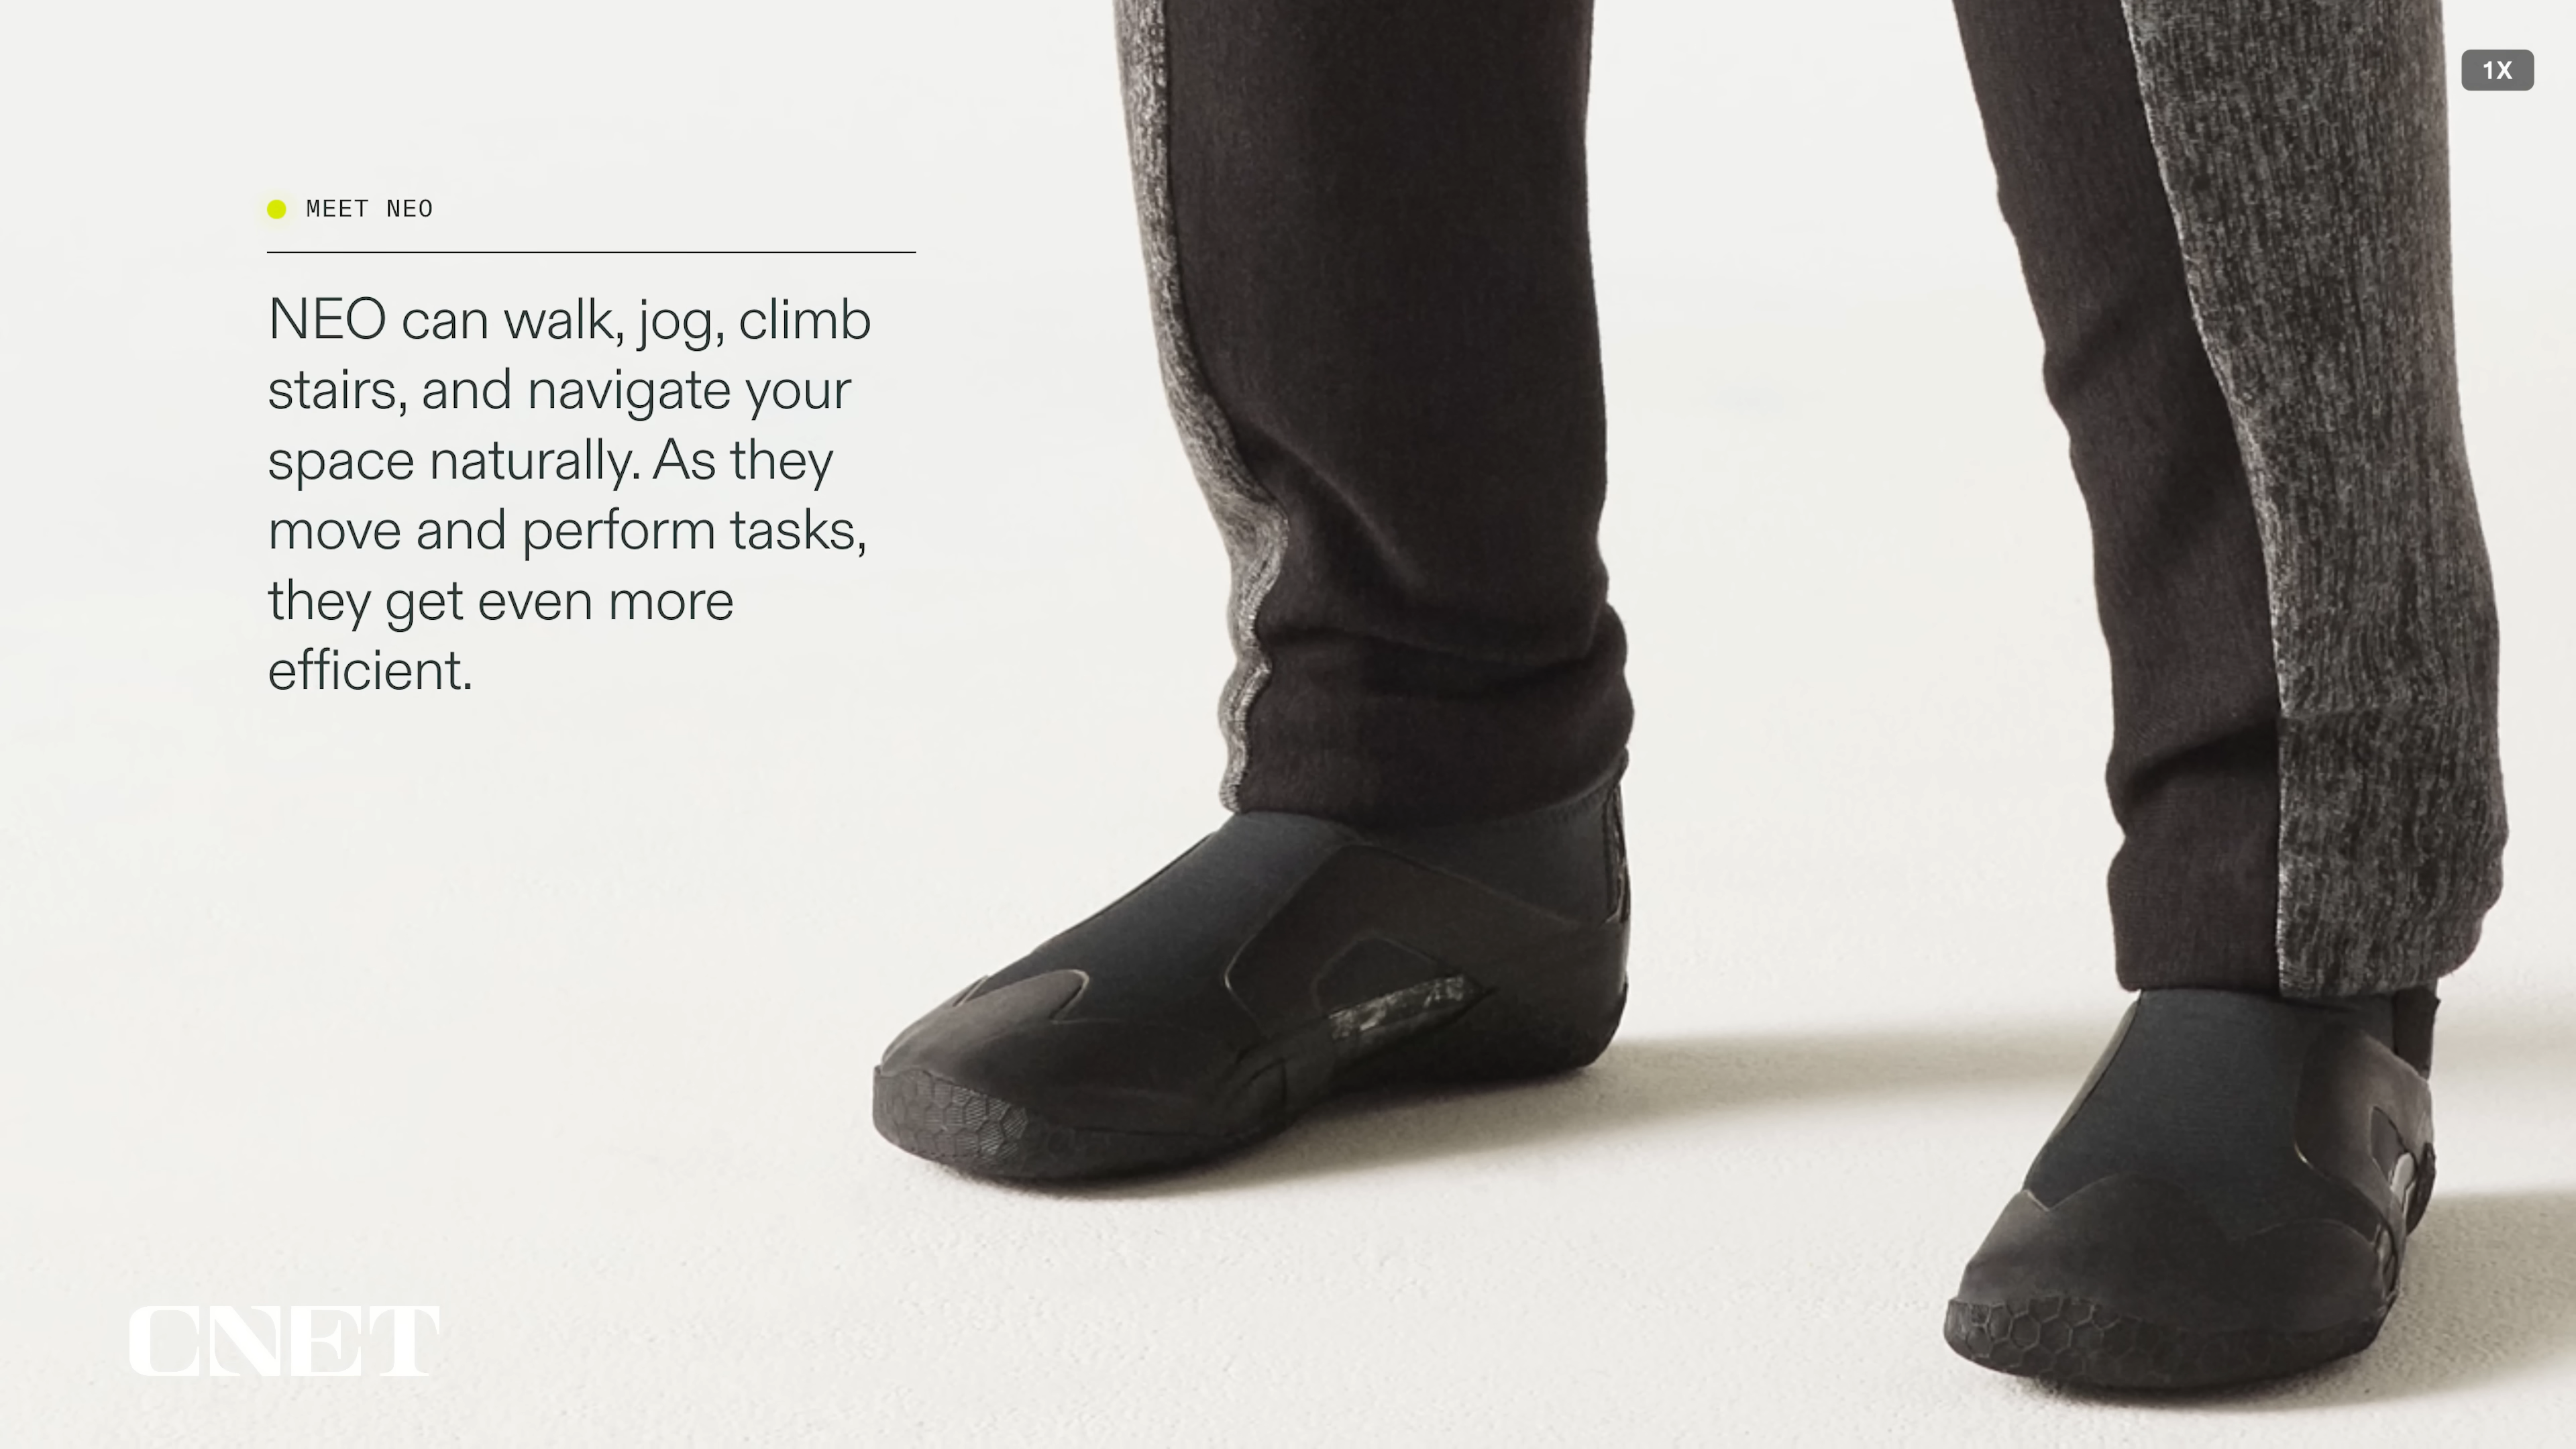 1X
MEET NEO
NEO can walk, jog, climb
stairs, and navigate your
space naturally. As they
move and perform tasks,
they get even more
efficient.
CNET